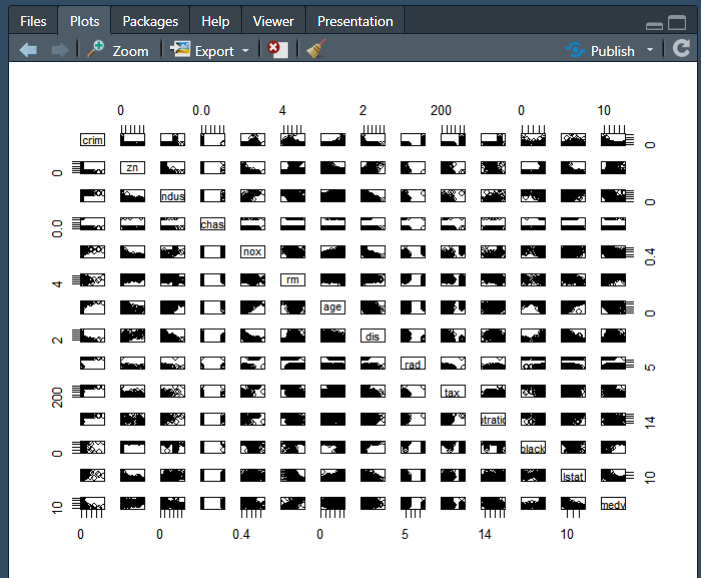 Files Plots Packages Help Viewer Presentation
Zoom Export Publish
0 0.0 4 2 200 0 10
crim 0
0 zn
ndus 0
0.0 chas
nox 0.4
4 rm
age 0
2 dis
rad 5
200 tax
tratio 14
0 black
lstat 10
10 medv
0 0 0.4 0 5 14 10